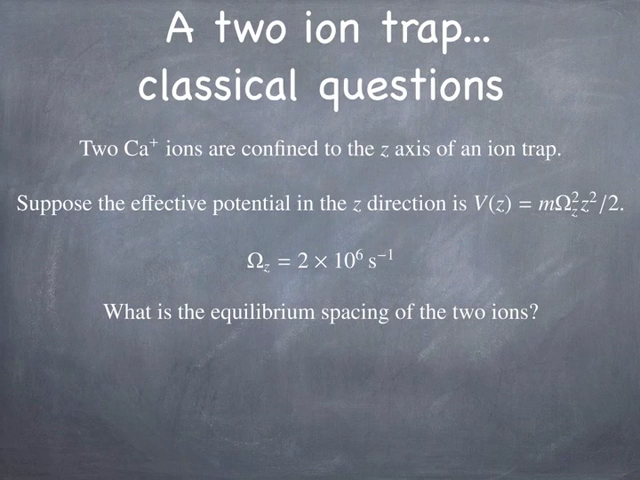 A two ion trap...
classical questions
Two Ca⁺ ions are confined to the z axis of an ion trap.
Suppose the effective potential in the z direction is V(z) = mΩ_z²z²/2.
Ω_z = 2 × 10⁶ s⁻¹
What is the equilibrium spacing of the two ions?